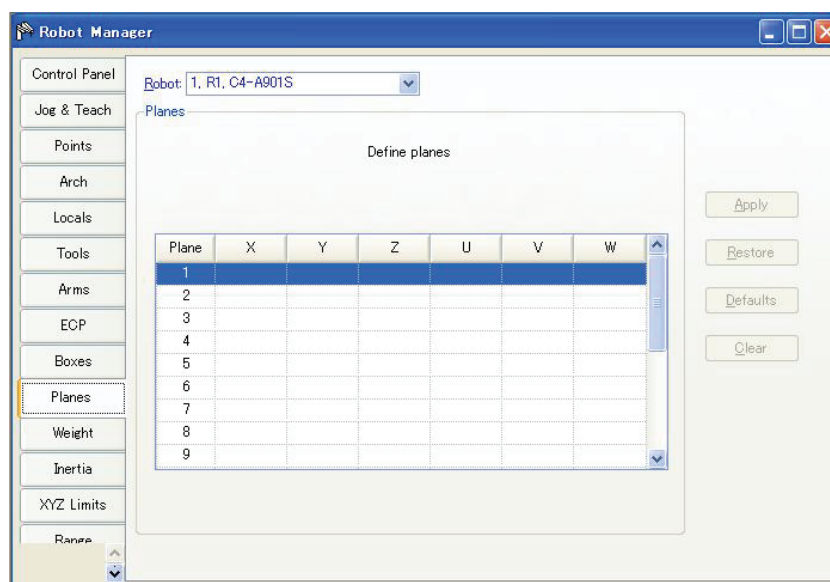 Robot Manager
Control Panel
Jog & Teach
Points
Arch
Locals
Tools
Arms
ECP
Boxes
Planes
Weight
Inertia
XYZ Limits
Range
Robot: 1, R1, C4-A901S
Planes
Define planes
Plane X Y Z U V W
1
2
3
4
5
6
7
8
9
Apply
Restore
Defaults
Clear